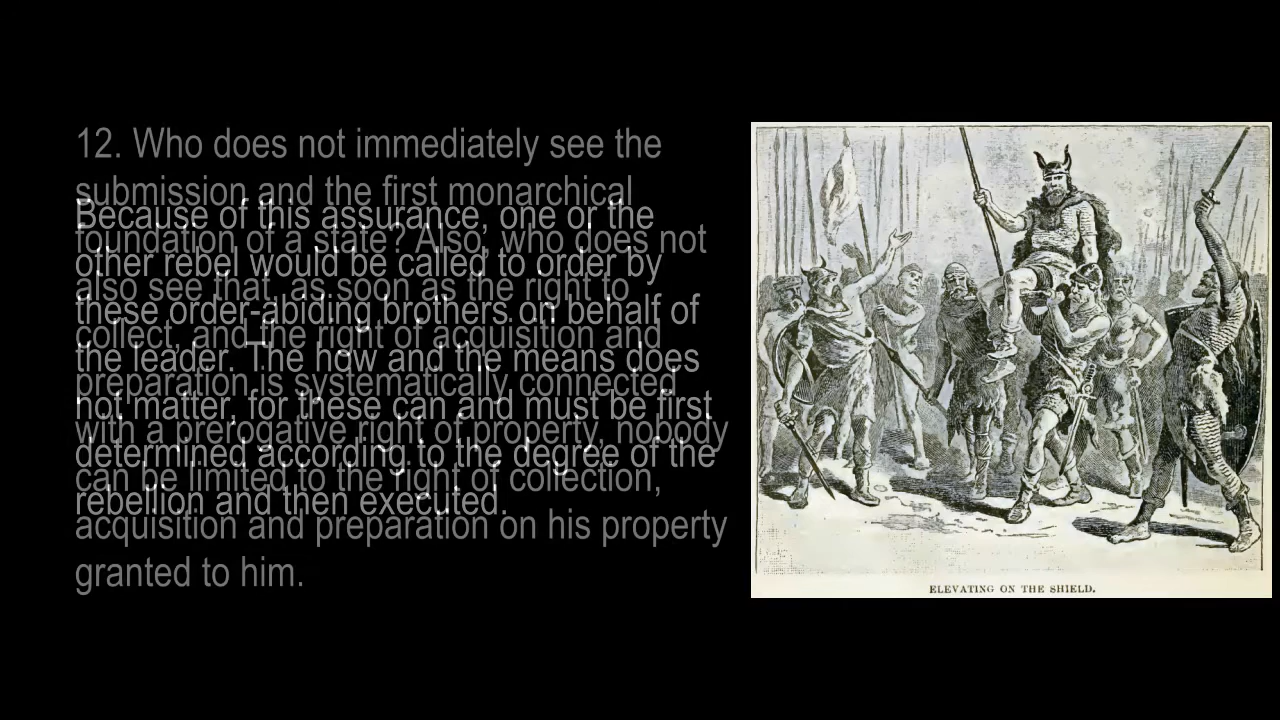 12. Who does not immediately see the
submission and the first monarchical
foundation of a state? Also, who does not
also see that, as soon as the right to
collect, and the right of acquisition and
preparation is systematically connected
with a prerogative right of property, nobody
can be limited to the right of collection,
acquisition and preparation on his property
granted to him.
Because of this assurance, one or the
other rebel would be called to order by
these order-abiding brothers on behalf of
the leader. The how and the means does
not matter, for these can and must be first
determined according to the degree of the
rebellion and then executed.
ELEVATING ON THE SHIELD.